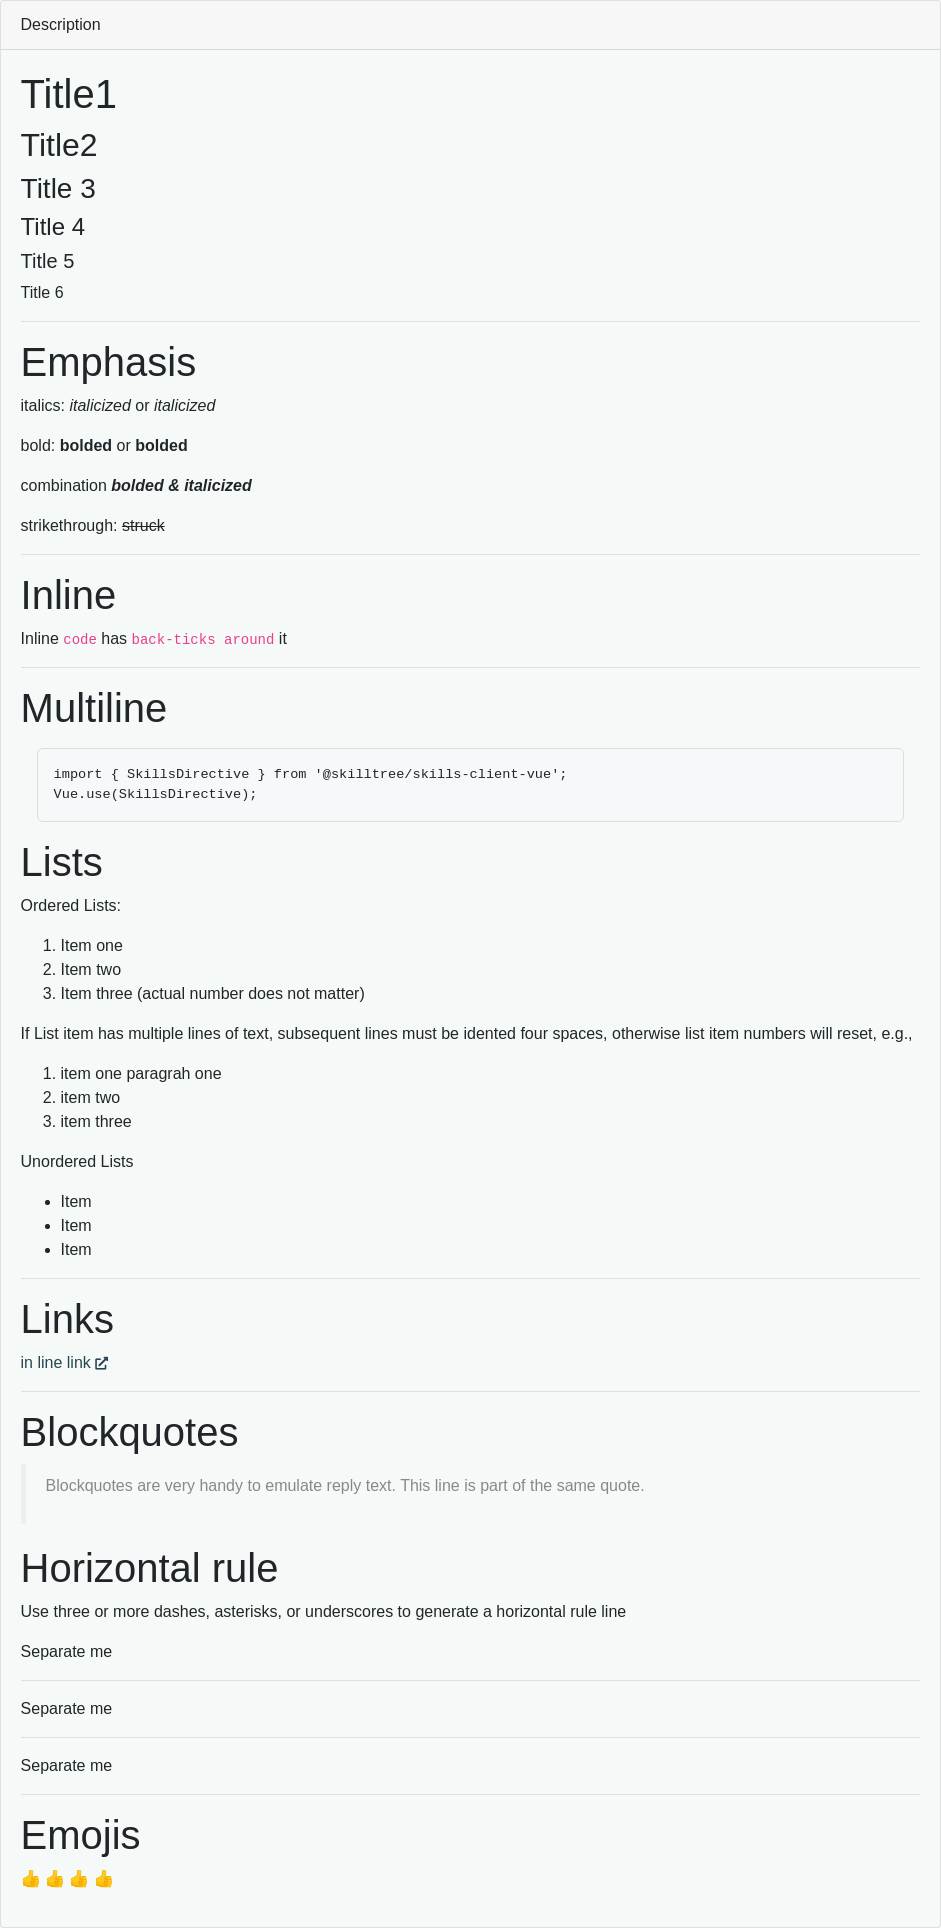 Description
Title1
Title2
Title 3
Title 4
Title 5
Title 6
Emphasis
italics: italicized or italicized
bold: bolded or bolded
combination bolded & italicized
strikethrough: struck
Inline
Inline code has back-ticks around it
Multiline
import { SkillsDirective } from '@skilltree/skills-client-vue';
Vue.use(SkillsDirective);
Lists
Ordered Lists:
1. Item one
2. Item two
3. Item three (actual number does not matter)
If List item has multiple lines of text, subsequent lines must be idented four spaces, otherwise list item numbers will reset, e.g.,
1. item one paragrah one
2. item two
3. item three
Unordered Lists
• Item
• Item
• Item
Links
in line link
Blockquotes
Blockquotes are very handy to emulate reply text. This line is part of the same quote.
Horizontal rule
Use three or more dashes, asterisks, or underscores to generate a horizontal rule line
Separate me
Separate me
Separate me
Emojis
👍 👍 👍 👍